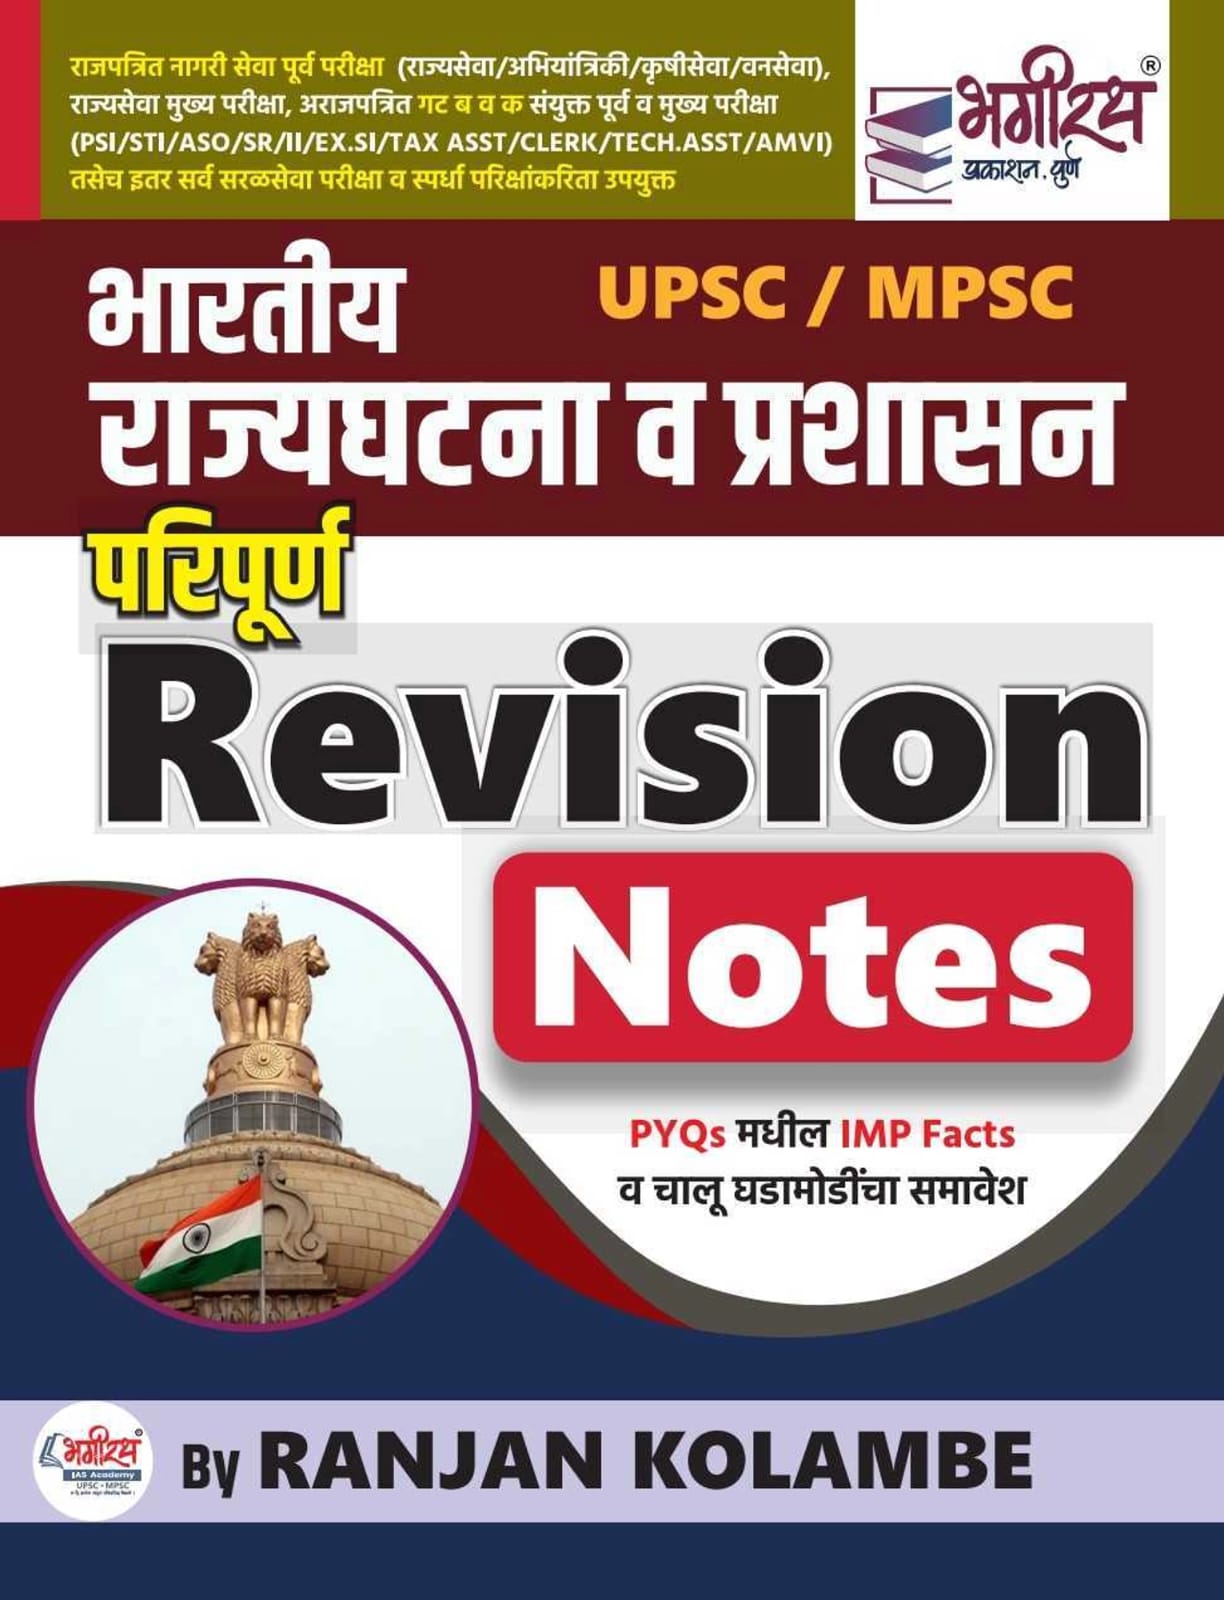 राजपत्रित नागरी सेवा पूर्व परीक्षा (राज्यसेवा/अभियांत्रिकी/कृषीसेवा/वनसेवा),
राज्यसेवा मुख्य परीक्षा, अराजपत्रित गट ब व क संयुक्त पूर्व व मुख्य परीक्षा
(PSI/STI/ASO/SR/II/EX.SI/TAX ASST/CLERK/TECH.ASST/AMVI)
तसेच इतर सर्व सरळसेवा परीक्षा व स्पर्धा परिक्षांकरिता उपयुक्त
भगीरथ®
प्रकाशन, पुणे
भारतीय UPSC / MPSC
राज्यघटना व प्रशासन
परिपूर्ण
Revision
Notes
PYQs मधील IMP Facts
व चालू घडामोडींचा समावेश
भगीरथ
IAS Academy
UPSC • MPSC
By RANJAN KOLAMBE